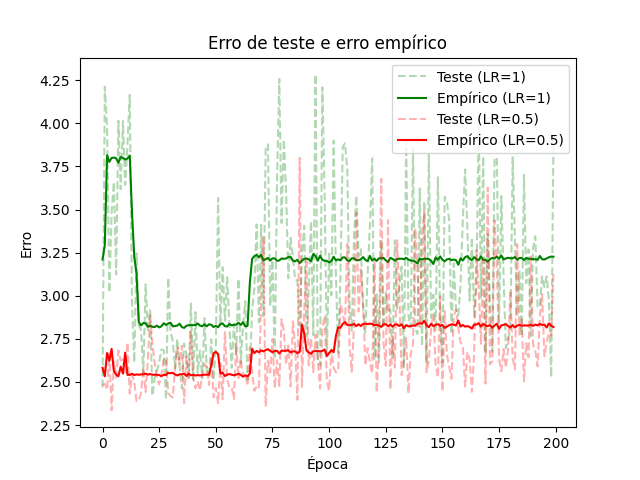 Erro de teste e erro empírico
Teste (LR=1)
Empírico (LR=1)
Teste (LR=0.5)
Empírico (LR=0.5)
Erro
4.25
4.00
3.75
3.50
3.25
3.00
2.75
2.50
2.25
0 25 50 75 100 125 150 175 200
Época